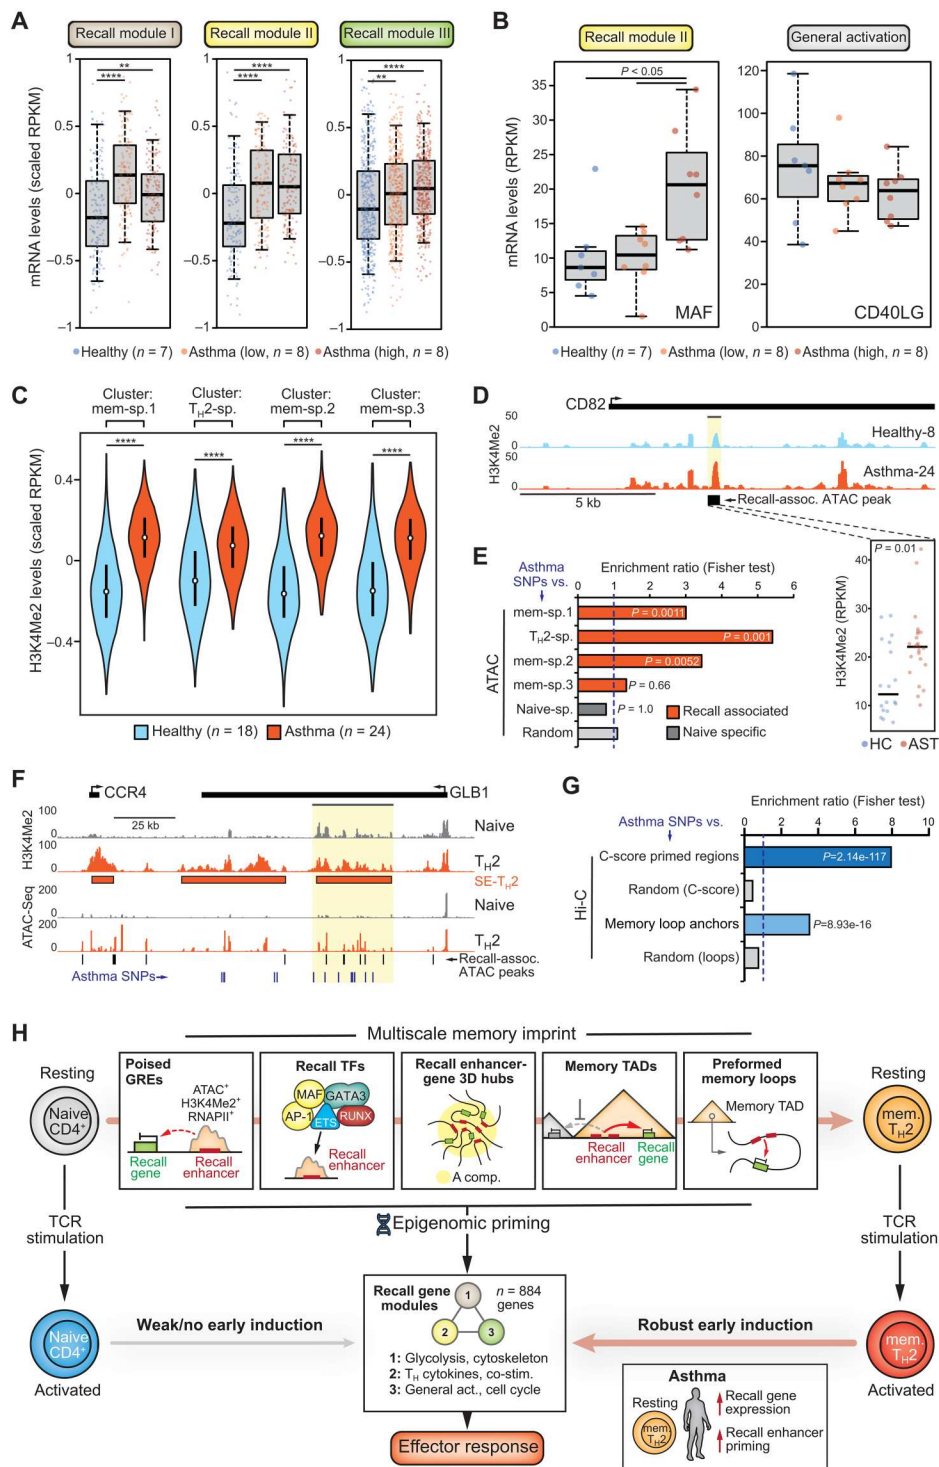 A
Recall module I
Recall module II
Recall module III
mRNA levels (scaled RPKM)
1
0.5
0
−0.5
−1
**
****
1
0.5
0
−0.5
−1
****
****
1
0.5
0
−0.5
−1
****
**
Healthy (n = 7)
Asthma (low, n = 8)
Asthma (high, n = 8)
B
Recall module II
General activation
mRNA levels (RPKM)
35
30
25
20
15
10
5
0
P < 0.05
MAF
120
100
80
60
40
CD40LG
Healthy (n = 7)
Asthma (low, n = 8)
Asthma (high, n = 8)
C
Cluster: mem-sp.1
Cluster: TH2-sp.
Cluster: mem-sp.2
Cluster: mem-sp.3
H3K4Me2 levels (scaled RPKM)
0.4
0
−0.4
****
****
****
****
Healthy (n = 18)
Asthma (n = 24)
D
CD82
H3K4Me2
50
0
50
0
Healthy-8
Asthma-24
5 kb
Recall-assoc. ATAC peak
P = 0.01
H3K4Me2 (RPKM)
40
30
20
10
HC
AST
E
Asthma SNPs vs.
Enrichment ratio (Fisher test)
0 1 2 3 4 5 6
ATAC
mem-sp.1
P = 0.0011
TH2-sp.
P = 0.001
mem-sp.2
P = 0.0052
mem-sp.3
P = 0.66
Naive-sp.
P = 1.0
Random
Recall associated
Naive specific
F
CCR4
GLB1
25 kb
H3K4Me2
100
0
100
0
Naive
TH2
SE-TH2
ATAC-Seq
200
0
200
0
Naive
TH2
Recall-assoc.
ATAC peaks
Asthma SNPs
G
Enrichment ratio (Fisher test)
Asthma SNPs vs.
0 2 4 6 8 10
Hi-C
C-score primed regions
P=2.14e-117
Random (C-score)
Memory loop anchors
P=8.93e-16
Random (loops)
H
Multiscale memory imprint
Resting
Naive
CD4+
Poised
GREs
ATAC+
H3K4Me2+
RNAPII+
Recall
gene
Recall
enhancer
Recall TFs
MAF
GATA3
AP-1
ETS
RUNX
Recall
enhancer
Recall enhancer-
gene 3D hubs
A comp.
Memory TADs
Recall
enhancer
Recall
gene
Preformed
memory loops
Memory TAD
Resting
mem.
TH2
TCR
stimulation
Epigenomic priming
TCR
stimulation
Recall gene
modules
n = 884
genes
1
2
3
1: Glycolysis, cytoskeleton
2: TH cytokines, co-stim.
3: General act., cell cycle
Naive
CD4+
Activated
Weak/no early induction
Robust early induction
mem.
TH2
Activated
Effector response
Asthma
Resting
mem.
TH2
Recall gene
expression
Recall enhancer
priming